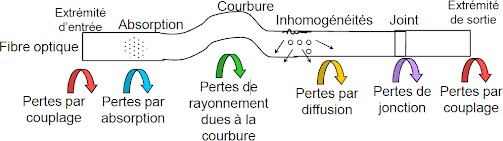 Extrémité
d'entrée
Absorption
Courbure
Inhomogénéités
Joint
Extrémité
de sortie
Fibre optique
Pertes par
couplage
Pertes par
absorption
Pertes de
rayonnement
dues à la
courbure
Pertes par
diffusion
Pertes de
jonction
Pertes par
couplage